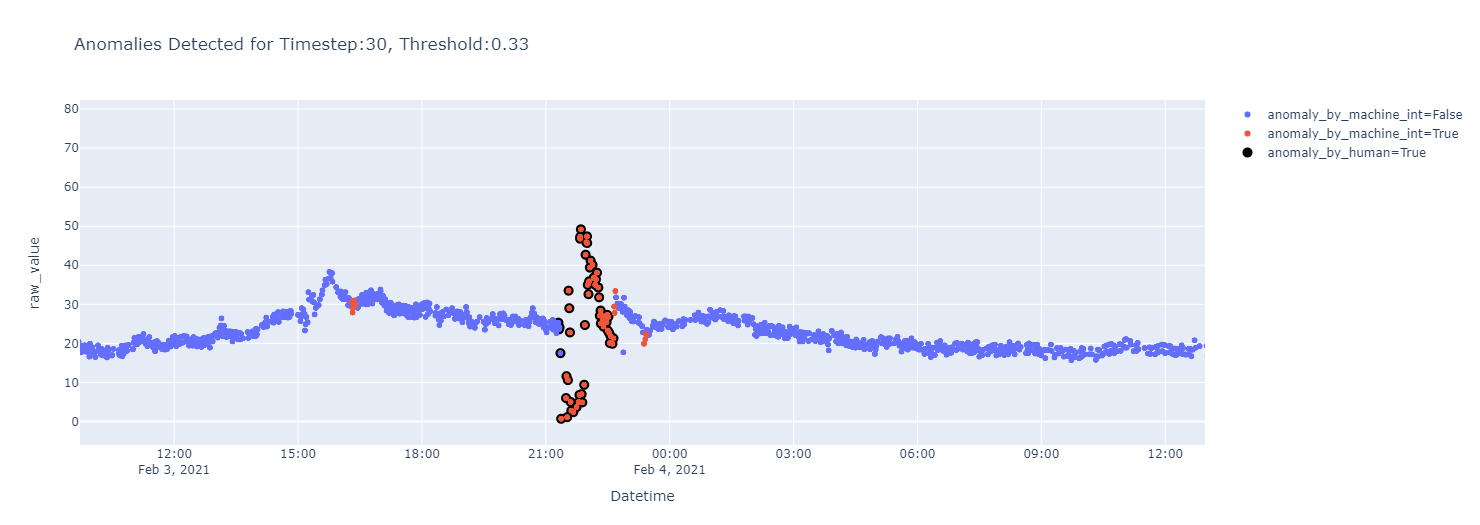 Anomalies Detected for Timestep:30, Threshold:0.33
80
70
60
50
40
30
20
10
0
raw_value
12:00
Feb 3, 2021
15:00
18:00
21:00
00:00
Feb 4, 2021
03:00
06:00
09:00
12:00
Datetime
anomaly_by_machine_int=False
anomaly_by_machine_int=True
anomaly_by_human=True